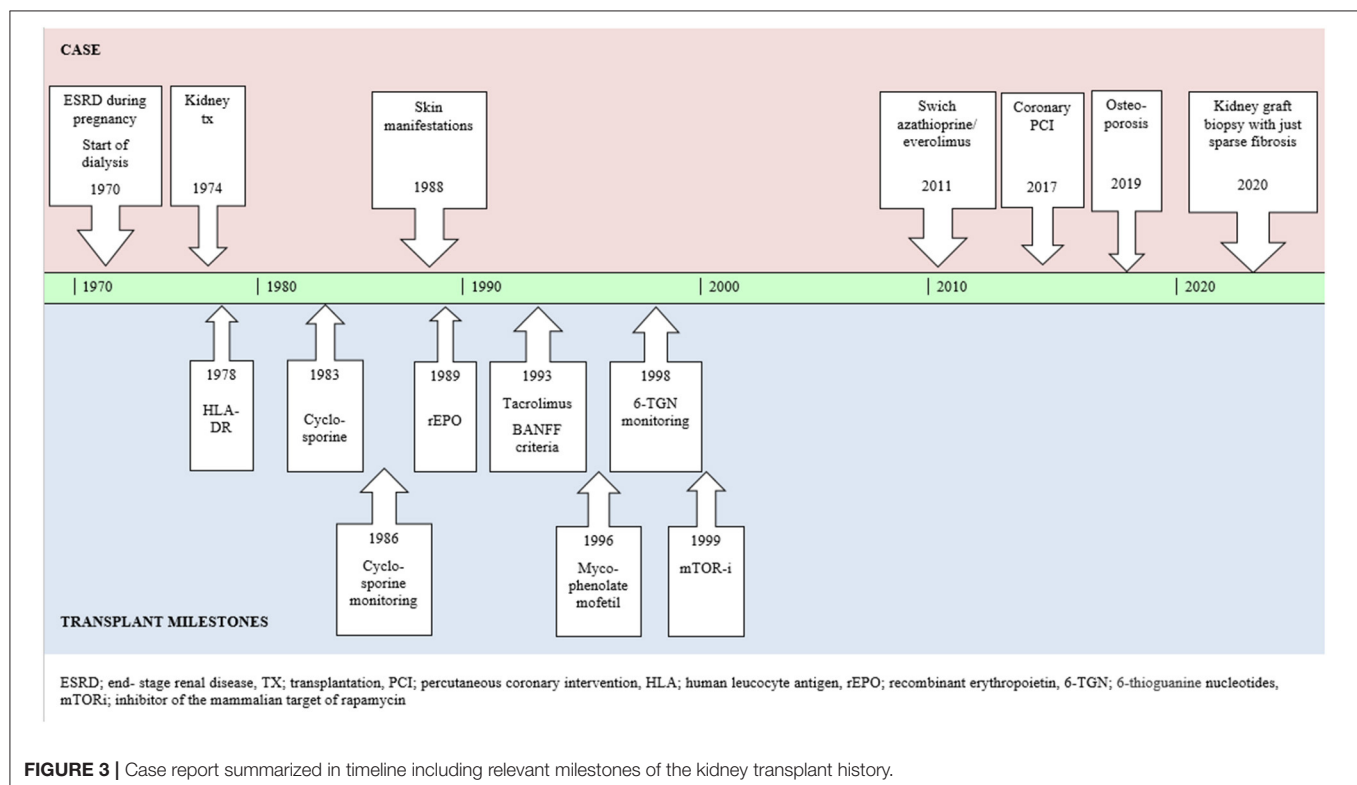 CASE
ESRD during
pregnancy
Start of
dialysis
1970
Kidney
tx
1974
Skin
manifestations
1988
Swich
azathioprine/
everolimus
2011
Coronary
PCI
2017
Osteo-
porosis
2019
Kidney graft
biopsy with just
sparse fibrosis
2020
| 1970
| 1980
| 1990
| 2000
| 2010
| 2020
1978
HLA-
DR
1983
Cyclo-
sporine
1989
rEPO
1993
Tacrolimus
BANFF
criteria
1998
6-TGN
monitoring
1986
Cyclo-
sporine
monitoring
1996
Myco-
phenolate
mofetil
1999
mTOR-i
TRANSPLANT MILESTONES
ESRD; end- stage renal disease, TX; transplantation, PCI; percutaneous coronary intervention, HLA; human leucocyte antigen, rEPO; recombinant erythropoietin, 6-TGN; 6-thioguanine nucleotides,
mTORi; inhibitor of the mammalian target of rapamycin
FIGURE 3 | Case report summarized in timeline including relevant milestones of the kidney transplant history.